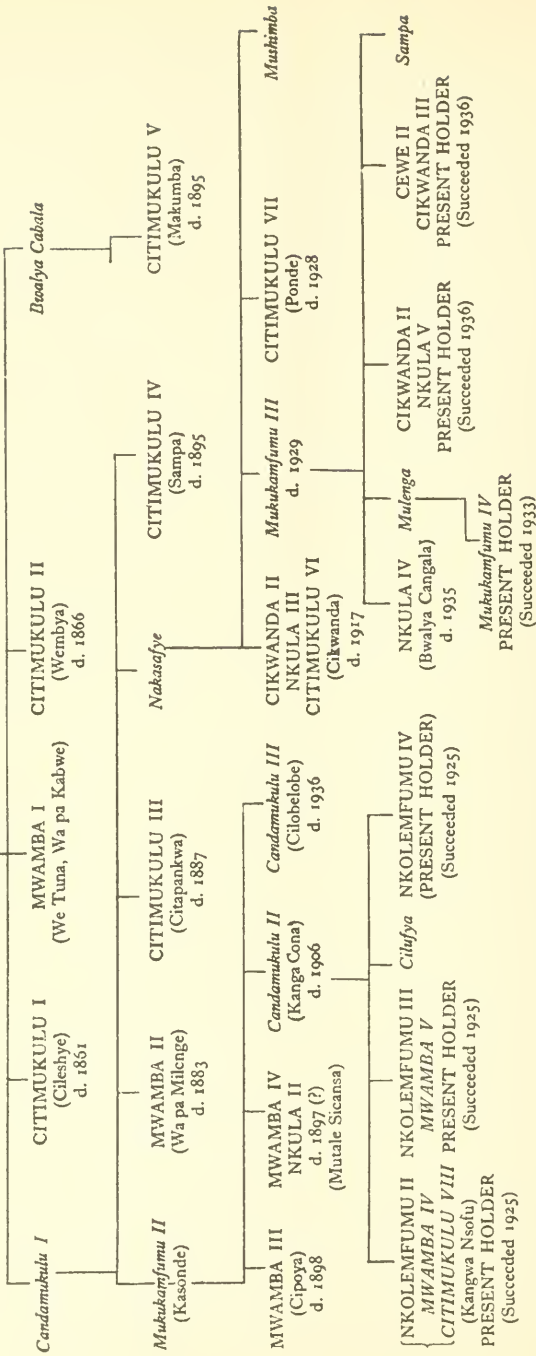 Candamukulu I
CITIMUKULU I
(Cileshye)
d. 1861
MWAMBA I
(We Tuna, Wa pa Kabwe)
CITIMUKULU II
(Wembya)
d. 1866
Bwalya Cabala
Mukukamfumu II
(Kasonde)
MWAMBA II
(Wa pa Milenge)
d. 1883
CITIMUKULU III
(Citapankwa)
d. 1887
Nakasafye
CITIMUKULU IV
(Sampa)
d. 1895
CITIMUKULU V
(Makumba)
d. 1895
MWAMBA III
(Cipoya)
d. 1898
MWAMBA IV
NKULA II
d. 1897 (?)
(Mutale Sicansa)
Candamukulu II
(Kanga Cona)
d. 1906
Candamukulu III
(Cilobelobe)
d. 1936
CIKWANDA II
NKULA III
CITIMUKULU VI
(Cikwanda)
d. 1917
Mukukamfumu III
d. 1929
CITIMUKULU VII
(Ponde)
d. 1928
Mushimba
NKOLEMFUMU II
MWAMBA IV
CITIMUKULU VIII
(Kangwa Nsofu)
PRESENT HOLDER
(Succeeded 1925)
NKOLEMFUMU III
MWAMBA V
PRESENT HOLDER
(Succeeded 1925)
Cilufya
NKOLEMFUMU IV
(PRESENT HOLDER)
(Succeeded 1925)
NKULA IV
(Bwalya Cangala)
d. 1935
Mulenga
CIKWANDA II
NKULA V
PRESENT HOLDER
(Succeeded 1936)
CEWE II
CIKWANDA III
PRESENT HOLDER
(Succeeded 1936)
Sampa
Mukukamfumu IV
PRESENT HOLDER
(Succeeded 1933)